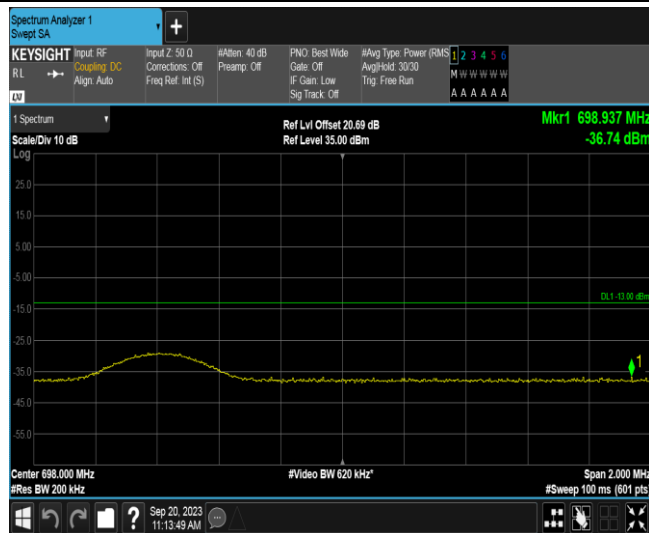 Spectrum Analyzer 1
Swept SA
KEYSIGHT
RL
LXI
Input: RF
Coupling: DC
Align: Auto
Input Z: 50 Ω
Corrections: Off
Freq Ref: Int (S)
#Atten: 40 dB
Preamp: Off
PNO: Best Wide
Gate: Off
IF Gain: Low
Sig Track: Off
#Avg Type: Power (RMS
Avg|Hold: 30/30
Trig: Free Run
1 2 3 4 5 6
M W W W W W
A A A A A A
1 Spectrum
Scale/Div 10 dB
Ref Lvl Offset 20.69 dB
Ref Level 35.00 dBm
Mkr1 698.937 MHz
-36.74 dBm
Log
25.0
15.0
5.00
-5.00
DL1 -13.00 dBm
-15.0
-25.0
1
-35.0
-45.0
-55.0
Center 698.000 MHz
#Video BW 620 kHz*
Span 2.000 MHz
#Res BW 200 kHz
#Sweep 100 ms (601 pts)
?
Sep 20, 2023
11:13:49 AM